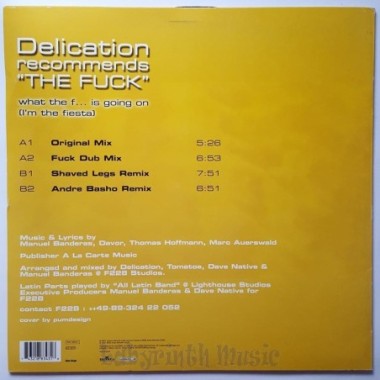 Delication
recommends
"THE FUCK"
what the f... is going on
(I'm the fiesta)
A1 Original Mix 5:26
A2 Fuck Dub Mix 6:53
B1 Shaved Legs Remix 7:51
B2 Andre Basho Remix 6:51
Music & Lyrics by
Manuel Banderas, Davor, Thomas Hoffmann, Marc Auerswald
Publisher A La Carte Music
Arranged and mixed by Delication, Tometos, Dave Native &
Manuel Banderas @ F228 Studios.
Latin Parts played by "All Latin Band" @ Lighthouse Studios
Executive Producers Manuel Banderas & Dave Native for
F228
contact F228 : ++49-89-324 22 052
cover by pumdesign
Labyrinth Music